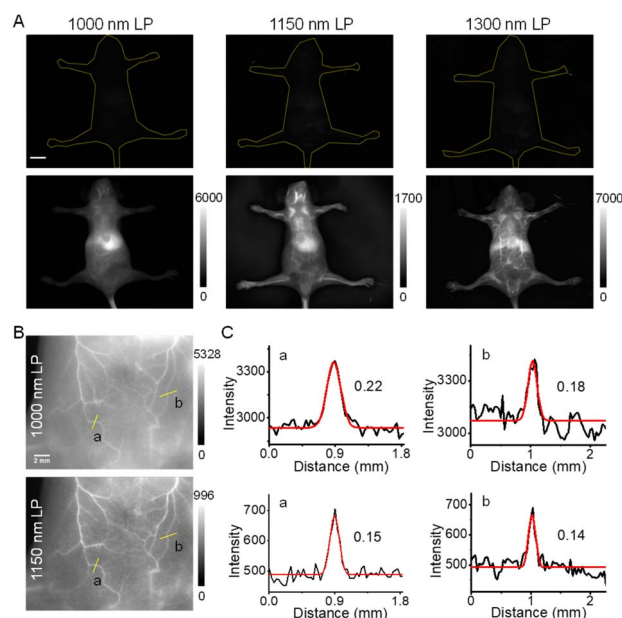 A
1000 nm LP 1150 nm LP 1300 nm LP
6000 1700 7000
0 0 0
B C
1000 nm LP
5328
a b
2 mm
0
1150 nm LP
996
a b
0
a
0.22
3300
3000
Intensity
0.0 0.9 1.8
Distance (mm)
b
0.18
3300
3000
Intensity
0 1 2
Distance (mm)
a
0.15
700
600
500
Intensity
0.0 0.9 1.8
Distance (mm)
b
0.14
700
600
500
Intensity
0 1 2
Distance (mm)